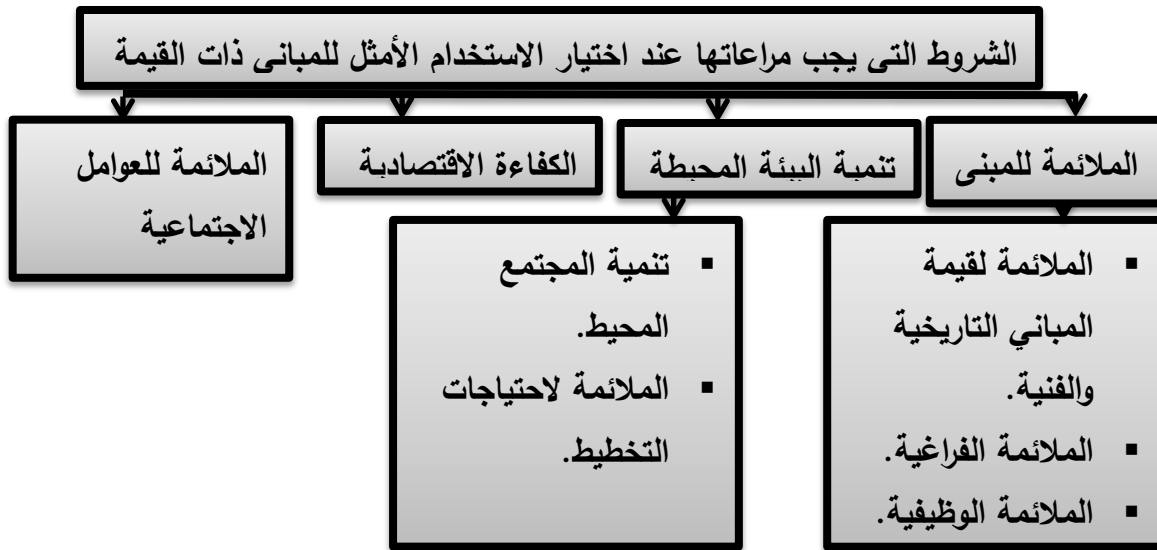 الشروط التى يجب مراعاتها عند اختيار الاستخدام الأمثل للمبانى ذات القيمة
الملائمة للمبنى
تنمية البيئة المحيطة
الكفاءة الاقتصادية
الملائمة للعوامل
الاجتماعية
▪ الملائمة لقيمة
المباني التاريخية
والفنية.
▪ الملائمة الفراغية.
▪ الملائمة الوظيفية.
▪ تنمية المجتمع
المحيط.
▪ الملائمة لاحتياجات
التخطيط.